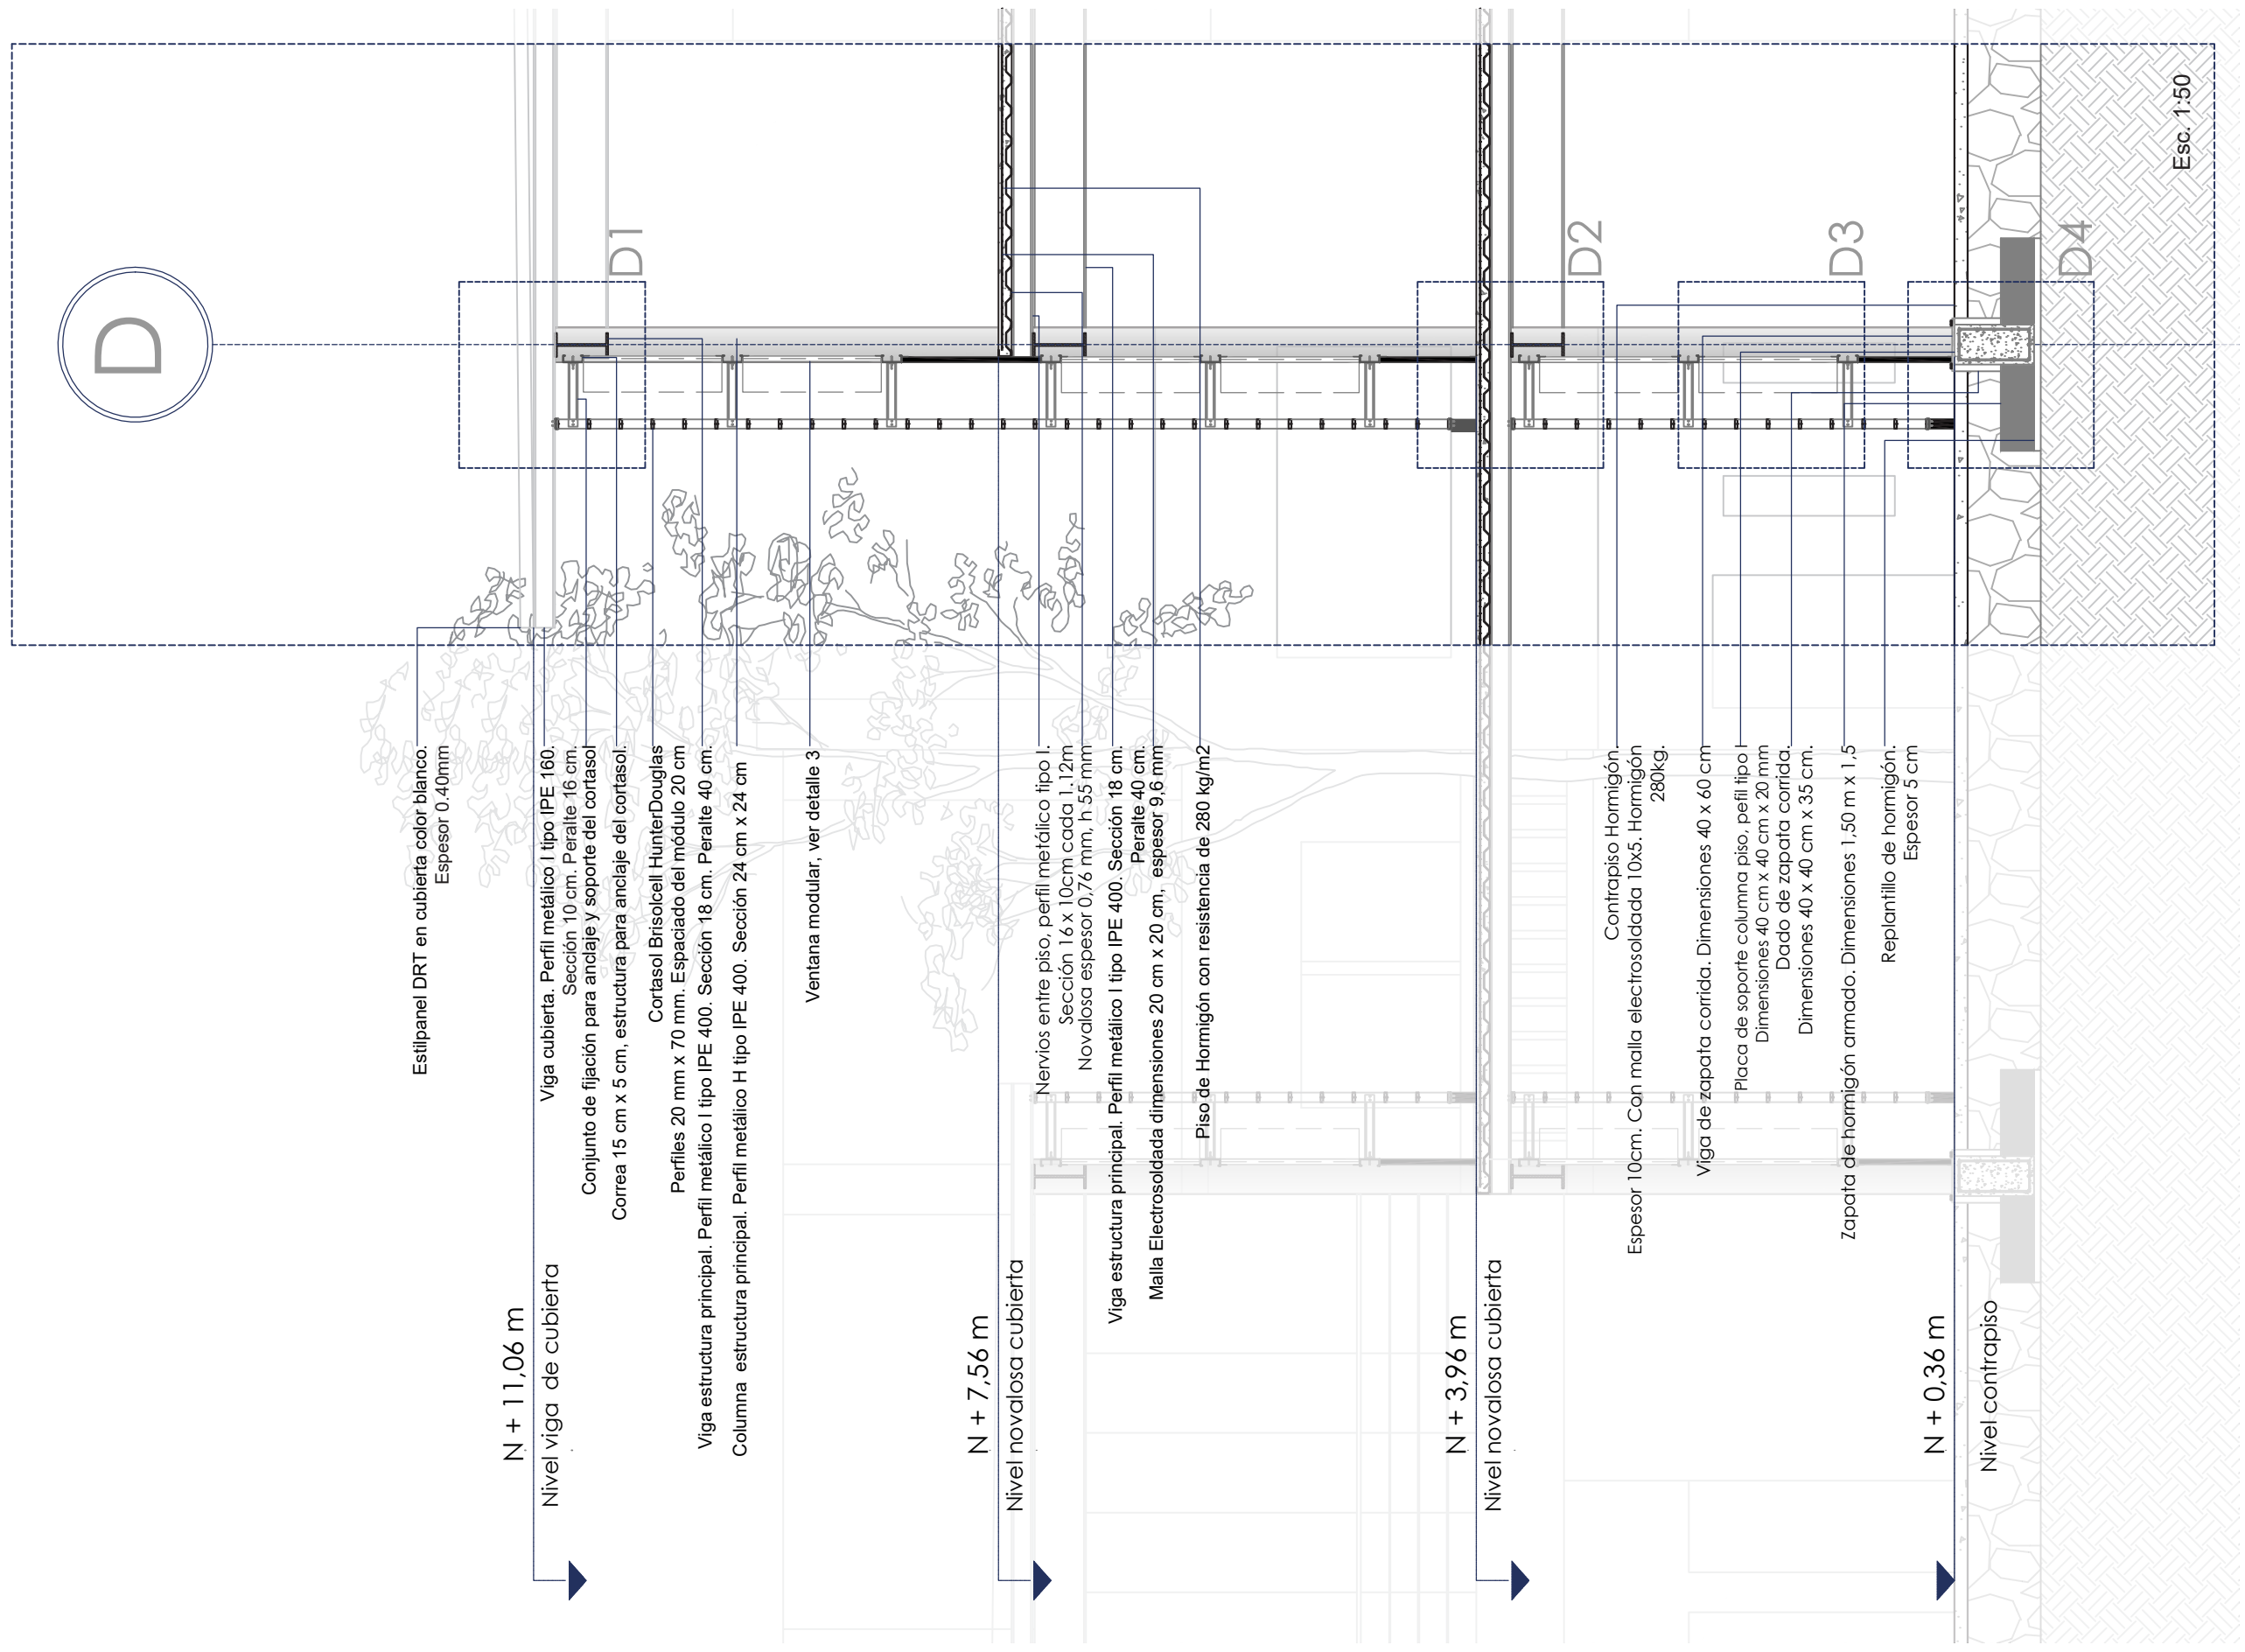 D
Estilpanel DRT en cubierta color blanco.
Espesor 0.40mm
N + 11,06 m
Nivel viga de cubierta
Viga cubierta. Perfil metálico I tipo IPE 160.
Sección 10 cm. Peralte 16 cm.
Conjunto de fijación para anclaje y soporte del cortasol
Correa 15 cm x 5 cm, estructura para anclaje del cortasol.
D1
Cortasol Brisolcell HunterDouglas
Perfiles 20 mm x 70 mm. Espaciado del módulo 20 cm
Viga estructura principal. Perfil metálico I tipo IPE 400. Sección 18 cm. Peralte 40 cm.
Columna estructura principal. Perfil metálico H tipo IPE 400. Sección 24 cm x 24 cm
Ventana modular, ver detalle 3
N + 7,56 m
Nivel novalosa cubierta
Nervios entre piso, perfil metálico tipo I.
Sección 16 x 10cm cada 1.12m
Novalosa espesor 0,76 mm, h 55 mm
Viga estructura principal. Perfil metálico I tipo IPE 400. Sección 18 cm.
Peralte 40 cm.
Malla Electrosoldada dimensiones 20 cm x 20 cm, espesor 9,6 mm
Piso de Hormigón con resistencia de 280 kg/m2
N + 3,96 m
Nivel novalosa cubierta
D2
Contrapiso Hormigón.
Espesor 10cm. Con malla electrosoldada 10x5. Hormigón
280kg.
Viga de zapata corrida. Dimensiones 40 x 60 cm
Placa de soporte columna piso, pefil tipo I
Dimensiones 40 cm x 40 cm x 20 mm
Dado de zapata corrida.
Dimensiones 40 x 40 cm x 35 cm.
D3
Zapata de hormigón armado. Dimensiones 1,50 m x 1,5
Replantillo de hormigón.
Espesor 5 cm
N + 0,36 m
Nivel contrapiso
D4
Esc. 1:50